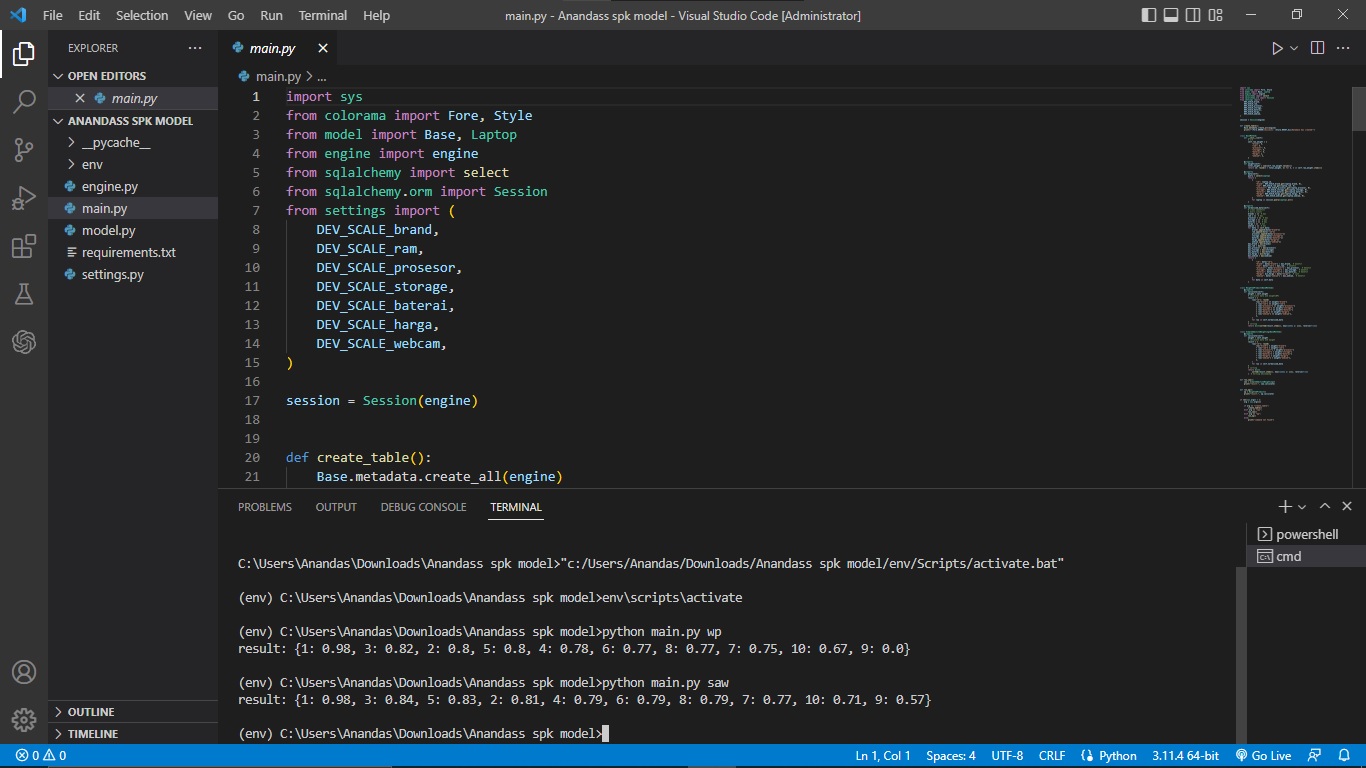 File Edit Selection View Go Run Terminal Help main.py - Anandass spk model - Visual Studio Code [Administrator]
EXPLORER
OPEN EDITORS
main.py
ANANDASS SPK MODEL
__pycache__
env
engine.py
main.py
model.py
requirements.txt
settings.py
OUTLINE
TIMELINE
main.py
main.py > ...
1 import sys
2 from colorama import Fore, Style
3 from model import Base, Laptop
4 from engine import engine
5 from sqlalchemy import select
6 from sqlalchemy.orm import Session
7 from settings import (
8 DEV_SCALE_brand,
9 DEV_SCALE_ram,
10 DEV_SCALE_prosesor,
11 DEV_SCALE_storage,
12 DEV_SCALE_baterai,
13 DEV_SCALE_harga,
14 DEV_SCALE_webcam,
15 )
16
17 session = Session(engine)
18
19
20 def create_table():
21 Base.metadata.create_all(engine)
PROBLEMS OUTPUT DEBUG CONSOLE TERMINAL
powershell
cmd
C:\Users\Anandas\Downloads\Anandass spk model>"c:/Users/Anandas/Downloads/Anandass spk model/env/Scripts/activate.bat"
(env) C:\Users\Anandas\Downloads\Anandass spk model>env\scripts\activate
(env) C:\Users\Anandas\Downloads\Anandass spk model>python main.py wp
result: {1: 0.98, 3: 0.82, 2: 0.8, 5: 0.8, 4: 0.78, 6: 0.77, 8: 0.77, 7: 0.75, 10: 0.67, 9: 0.0}
(env) C:\Users\Anandas\Downloads\Anandass spk model>python main.py saw
result: {1: 0.98, 3: 0.84, 5: 0.83, 2: 0.81, 4: 0.79, 6: 0.79, 8: 0.79, 7: 0.77, 10: 0.71, 9: 0.57}
(env) C:\Users\Anandas\Downloads\Anandass spk model>
0 0 Ln 1, Col 1 Spaces: 4 UTF-8 CRLF Python 3.11.4 64-bit Go Live